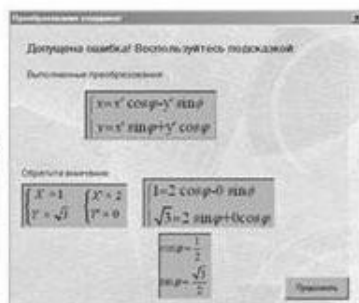 Преобразование координат
Допущена ошибка! Воспользуйтесь подсказкой
Выполненные преобразования
x=x' cosφ-y' sinφ
y=x' sinφ+y' cosφ
Обратите внимание
X=1 X'=2
Y=√3 Y'=0
1=2 cosφ-0 sinφ
√3=2 sinφ+0cosφ
cosφ=1/2
sinφ=√3/2
Продолжить